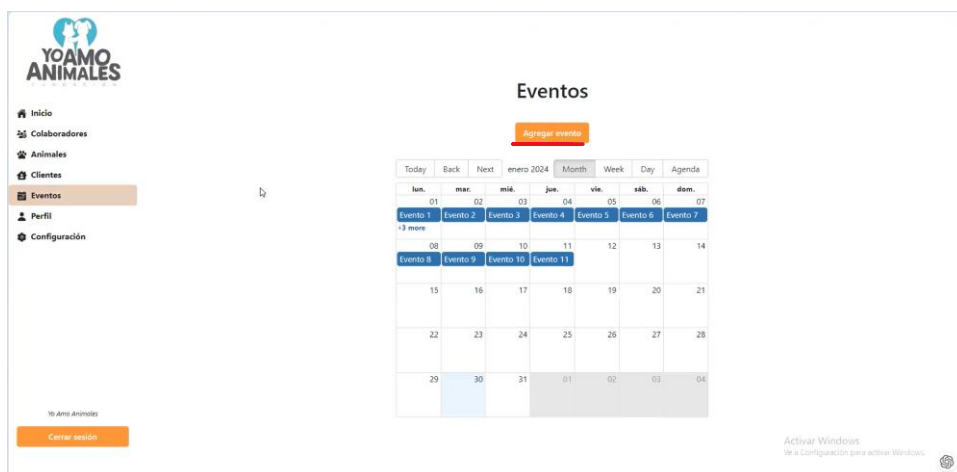 YO AMO
ANIMALES
FUNDACIÓN
Inicio
Colaboradores
Animales
Clientes
Eventos
Perfil
Configuración
Yo Amo Animales
Cerrar sesión
Eventos
Agregar evento
Today Back Next enero 2024 Month Week Day Agenda
lun. mar. mié. jue. vie. sáb. dom.
01 02 03 04 05 06 07
Evento 1 Evento 2 Evento 3 Evento 4 Evento 5 Evento 6 Evento 7
+3 more
08 09 10 11 12 13 14
Evento 8 Evento 9 Evento 10 Evento 11
15 16 17 18 19 20 21
22 23 24 25 26 27 28
29 30 31 01 02 03 04
Activar Windows
Ve a Configuración para activar Windows.